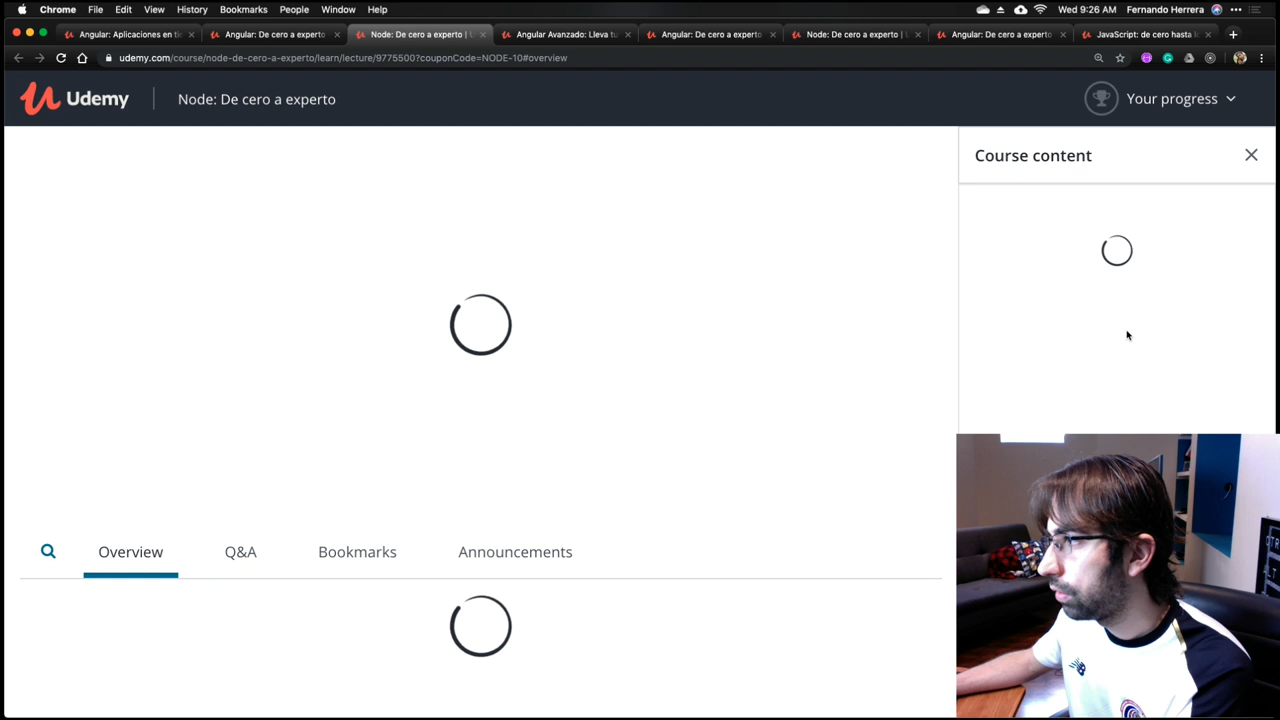 Chrome File Edit View History Bookmarks People Window Help Wed 9:26 AM Fernando Herrera
Angular: Aplicaciones en ti
Angular: De cero a experto
Node: De cero a experto | U
Angular Avanzado: Lleva tu
Angular: De cero a experto
Node: De cero a experto | U
Angular: De cero a experto
JavaScript: de cero hasta lo
udemy.com/course/node-de-cero-a-experto/learn/lecture/9775500?couponCode=NODE-10#overview
Udemy Node: De cero a experto Your progress
Course content
Overview Q&A Bookmarks Announcements